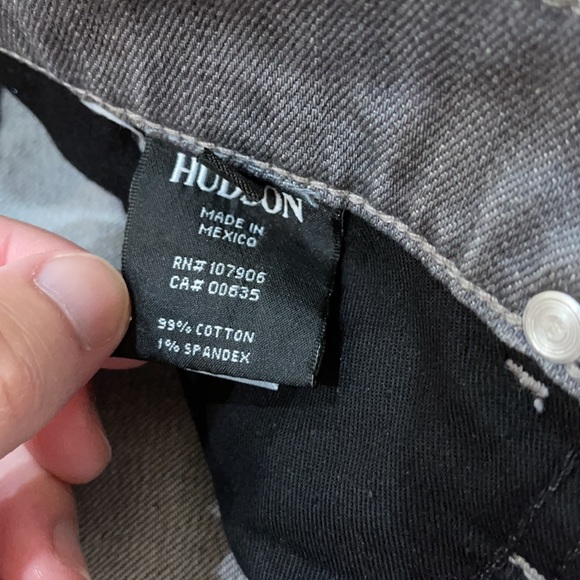 HUDSON
MADE IN
MEXICO
RN# 107906
CA# 00635
99% COTTON
1% SPANDEX